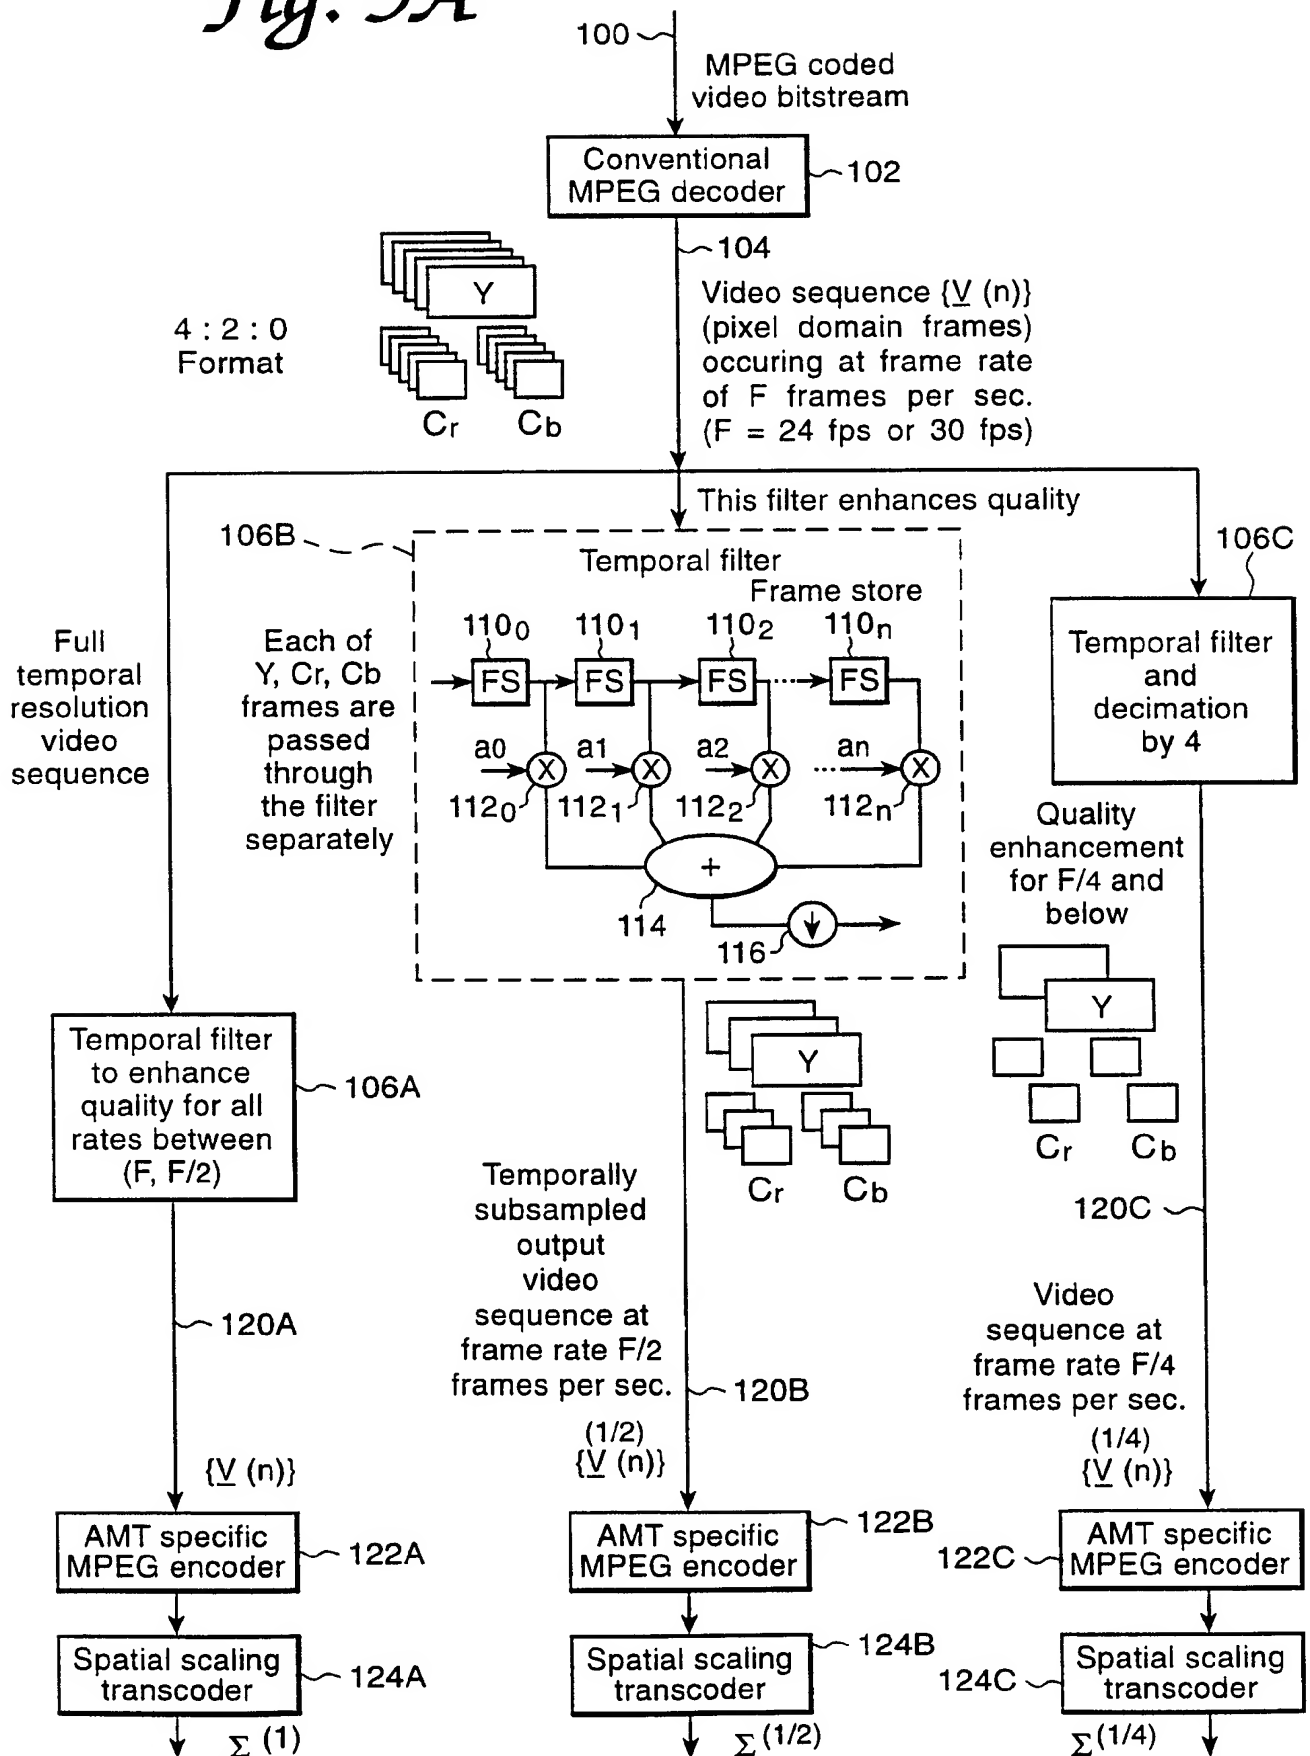 Fig. 3A
100
MPEG coded
video bitstream
Conventional
MPEG decoder
102
104
4 : 2 : 0
Format
Y
Cr
Cb
Video sequence {V (n)}
(pixel domain frames)
occuring at frame rate
of F frames per sec.
(F = 24 fps or 30 fps)
This filter enhances quality
106B
106C
Temporal filter
Frame store
110₀
110₁
110₂
110n
FS
FS
FS
FS
a0
a1
a2
an
X
X
X
X
112₀
112₁
112₂
112n
+
114
116
Full
temporal
resolution
video
sequence
Each of
Y, Cr, Cb
frames are
passed
through
the filter
separately
Temporal filter
and
decimation
by 4
Quality
enhancement
for F/4 and
below
Y
Cr
Cb
Y
Cr
Cb
Temporal filter
to enhance
quality for all
rates between
(F, F/2)
106A
Temporally
subsampled
output
video
sequence at
frame rate F/2
frames per sec.
120A
120B
120C
Video
sequence at
frame rate F/4
frames per sec.
{V (n)}
(1/2)
{V (n)}
(1/4)
{V (n)}
AMT specific
MPEG encoder
122A
AMT specific
MPEG encoder
122B
AMT specific
MPEG encoder
122C
Spatial scaling
transcoder
124A
Spatial scaling
transcoder
124B
Spatial scaling
transcoder
124C
Σ (1)
Σ (1/2)
Σ (1/4)